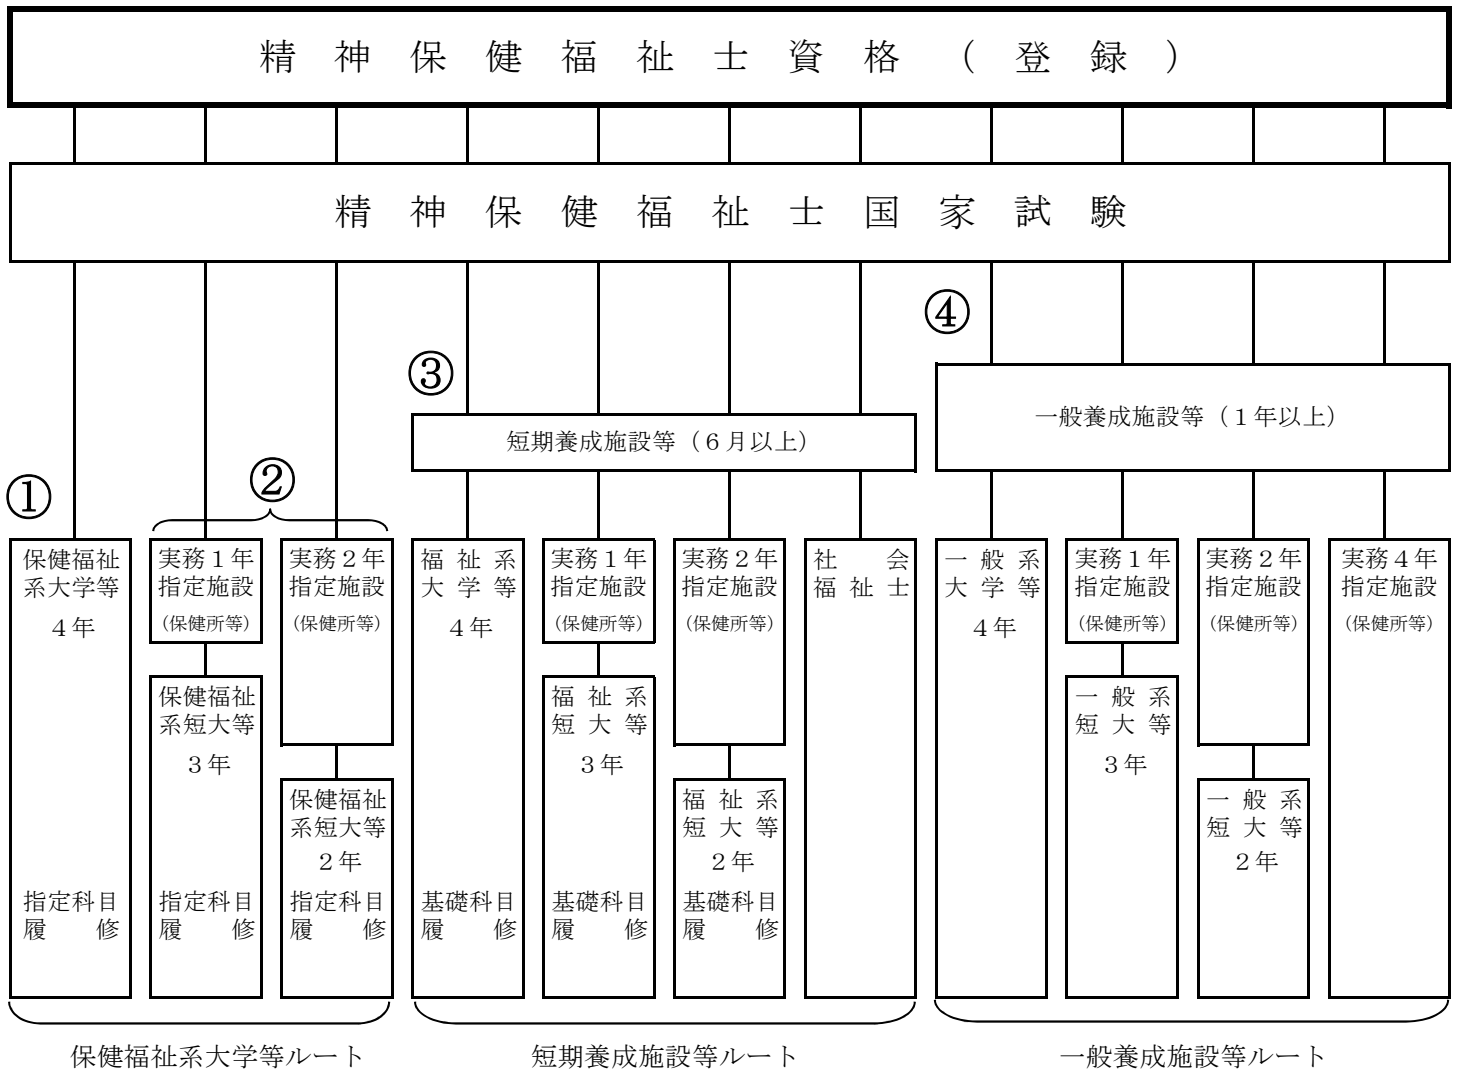 精神保健福祉士資格（登録）
精神保健福祉士国家試験
④
一般養成施設等（１年以上）
③
短期養成施設等（６月以上）
①
②
保健福祉
系大学等
４年
指定科目
履修
実務１年
指定施設
（保健所等）
保健福祉
系短大等
３年
指定科目
履修
実務２年
指定施設
（保健所等）
保健福祉
系短大等
２年
指定科目
履修
福祉系
大学等
４年
基礎科目
履修
実務１年
指定施設
（保健所等）
福祉系
短大等
３年
基礎科目
履修
実務２年
指定施設
（保健所等）
福祉系
短大等
２年
基礎科目
履修
社会
福祉士
一般系
大学等
４年
実務１年
指定施設
（保健所等）
一般系
短大等
３年
実務２年
指定施設
（保健所等）
一般系
短大等
２年
実務４年
指定施設
（保健所等）
保健福祉系大学等ルート
短期養成施設等ルート
一般養成施設等ルート